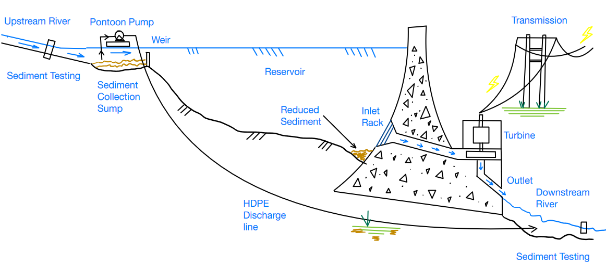 Upstream River
Pontoon Pump
Transmission
Weir
Sediment Testing
Reservoir
Sediment
Collection
Sump
Reduced
Sediment
Inlet
Rack
Turbine
Outlet
Downstream
River
HDPE
Discharge
line
Sediment Testing